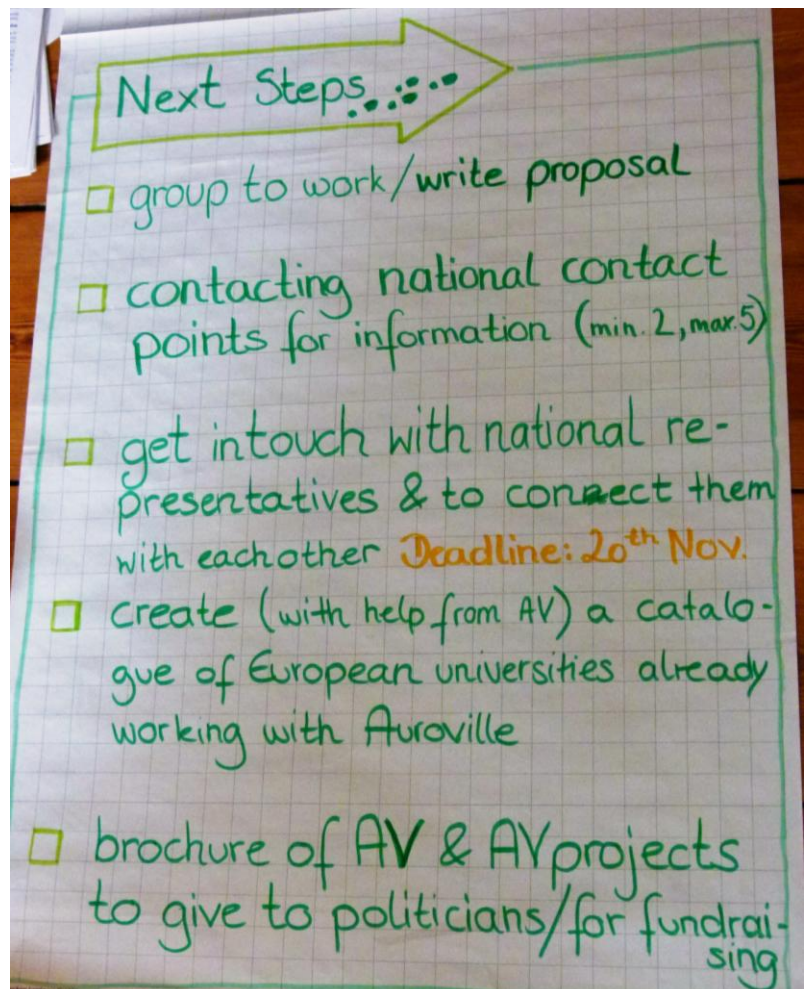 Next Steps.......
group to work/write proposal
contacting national contact
points for information (min. 2, max. 5)
get intouch with national re-
presentatives & to connect them
with eachother Deadline: 20th Nov.
create (with help from AV) a catalo-
gue of European universities already
working with Auroville
brochure of AV & AV projects
to give to politicians/for fundrai-
sing